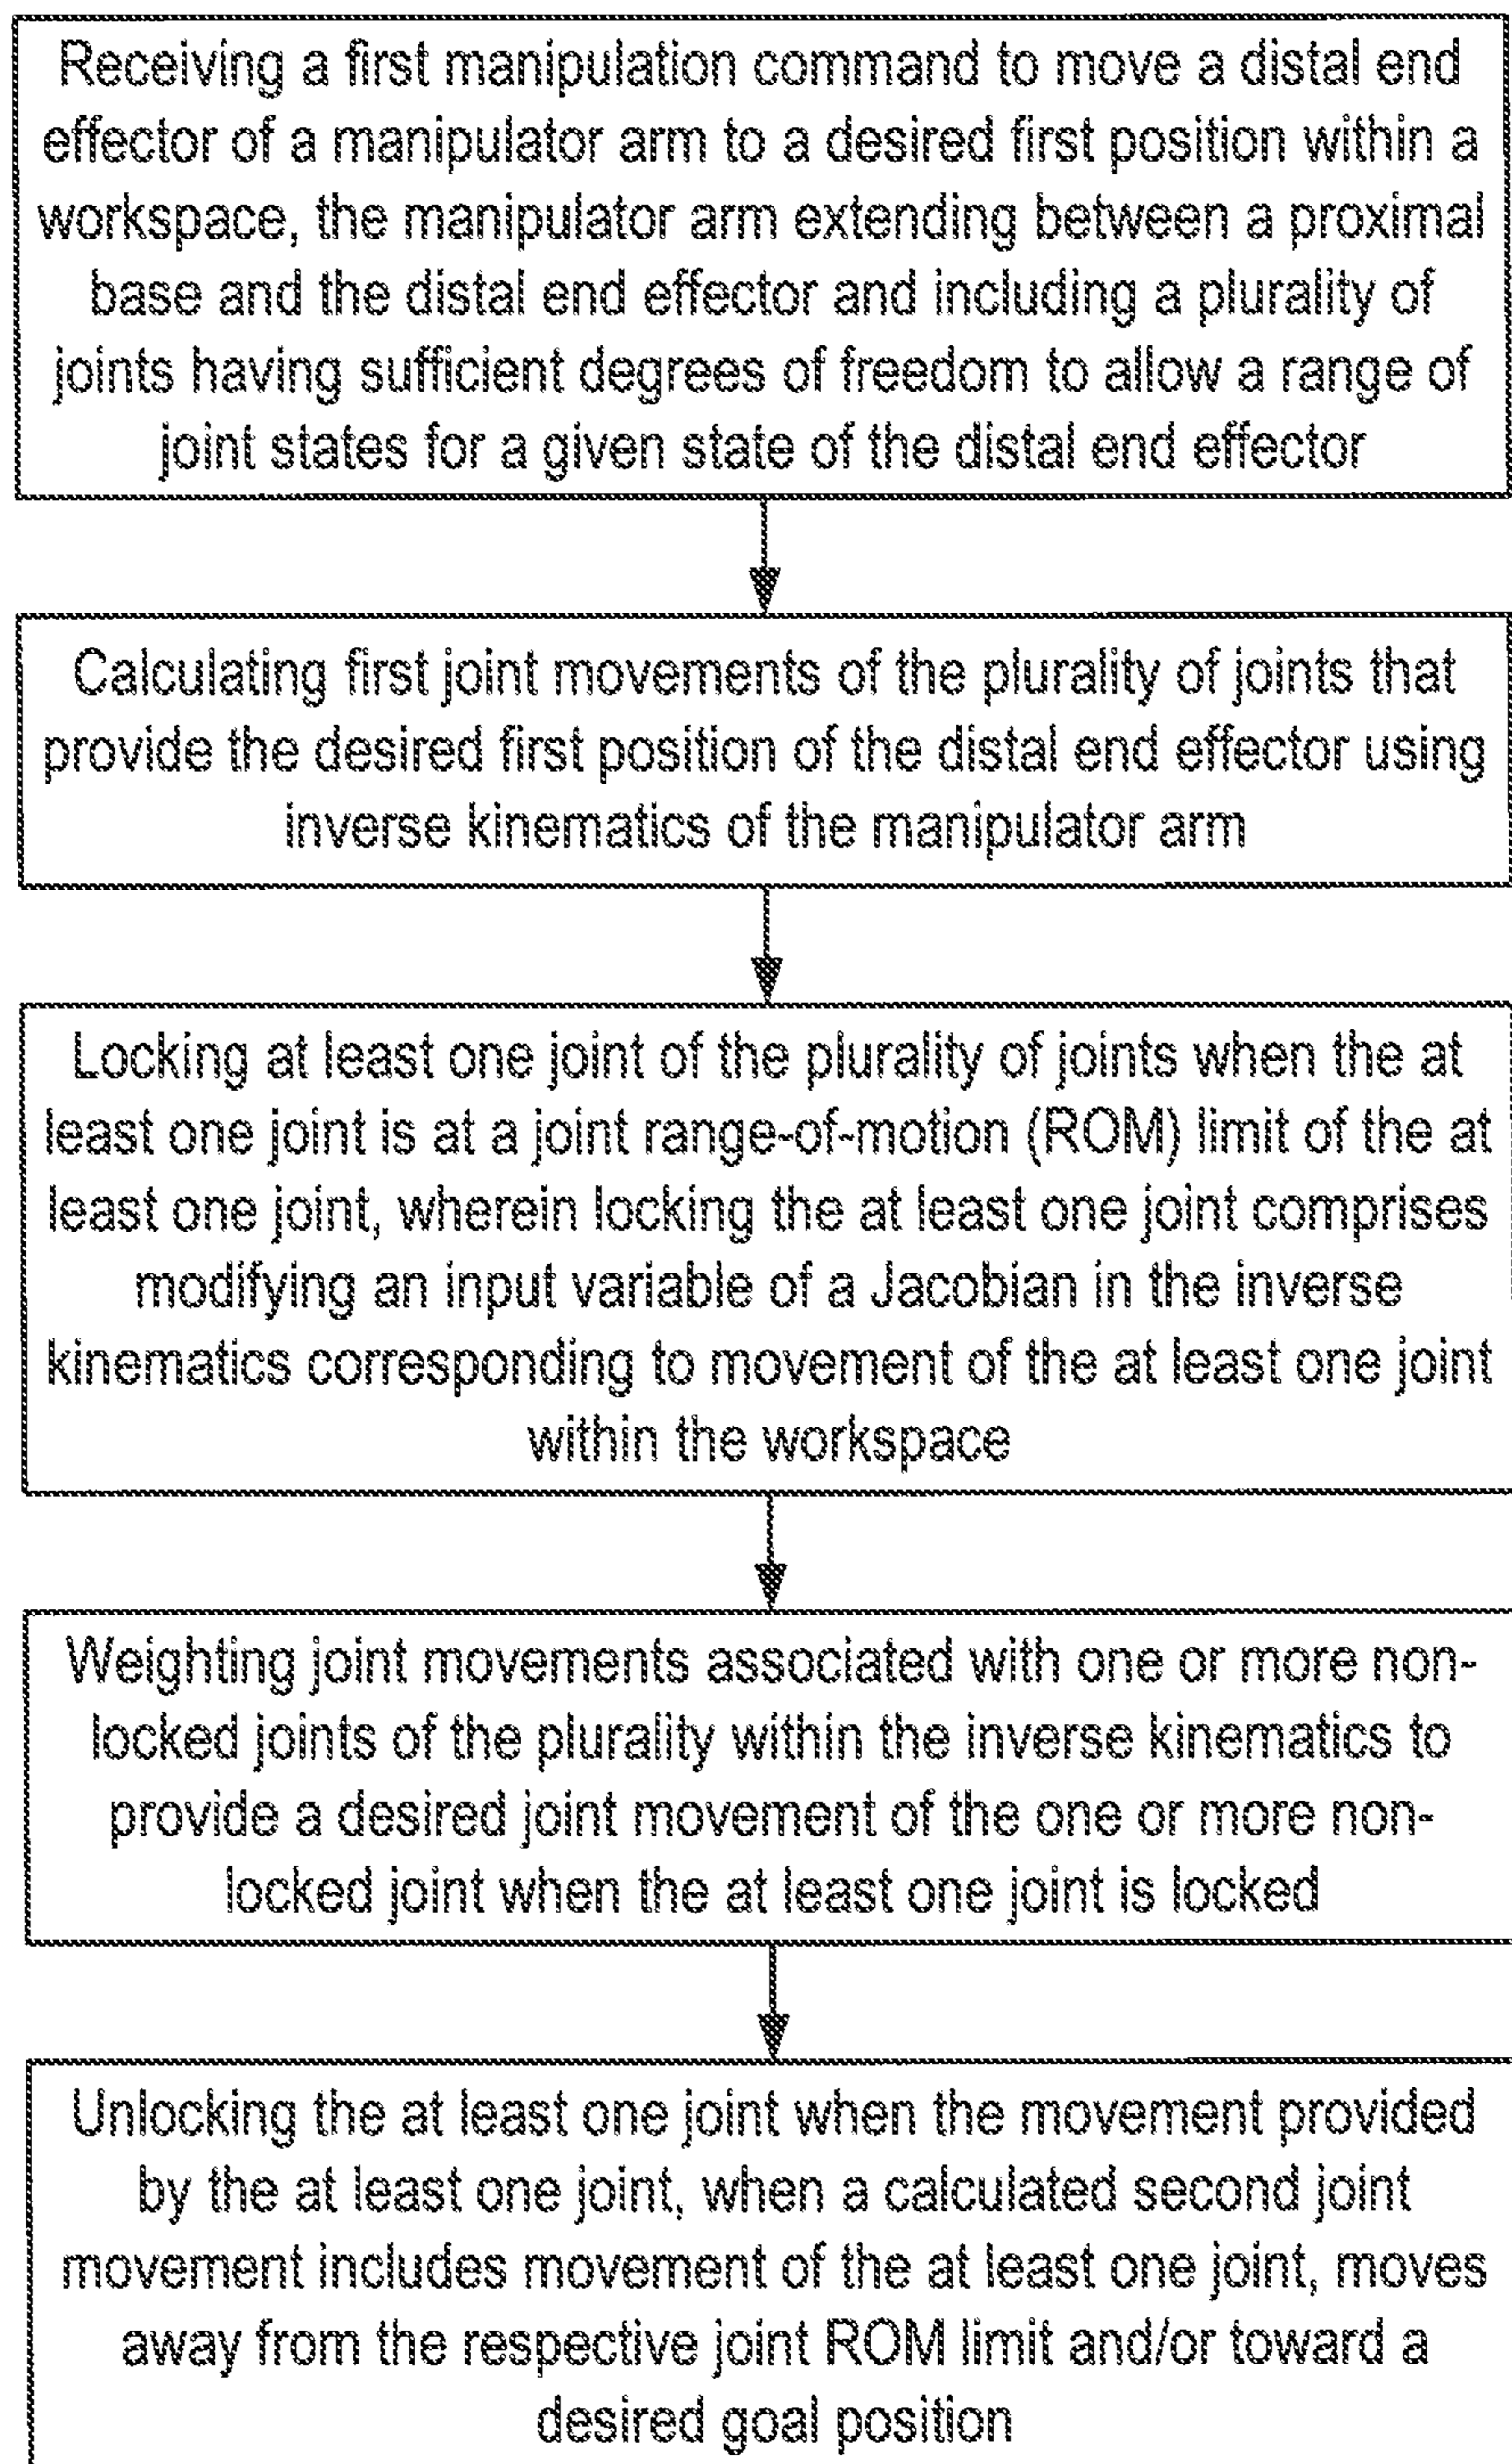 Receiving a first manipulation command to move a distal end
effector of a manipulator arm to a desired first position within a
workspace, the manipulator arm extending between a proximal
base and the distal end effector and including a plurality of
joints having sufficient degrees of freedom to allow a range of
joint states for a given state of the distal end effector
Calculating first joint movements of the plurality of joints that
provide the desired first position of the distal end effector using
inverse kinematics of the manipulator arm
Locking at least one joint of the plurality of joints when the at
least one joint is at a joint range-of-motion (ROM) limit of the at
least one joint, wherein locking the at least one joint comprises
modifying an input variable of a Jacobian in the inverse
kinematics corresponding to movement of the at least one joint
within the workspace
Weighting joint movements associated with one or more non-
locked joints of the plurality within the inverse kinematics to
provide a desired joint movement of the one or more non-
locked joint when the at least one joint is locked
Unlocking the at least one joint when the movement provided
by the at least one joint, when a calculated second joint
movement includes movement of the at least one joint, moves
away from the respective joint ROM limit and/or toward a
desired goal position